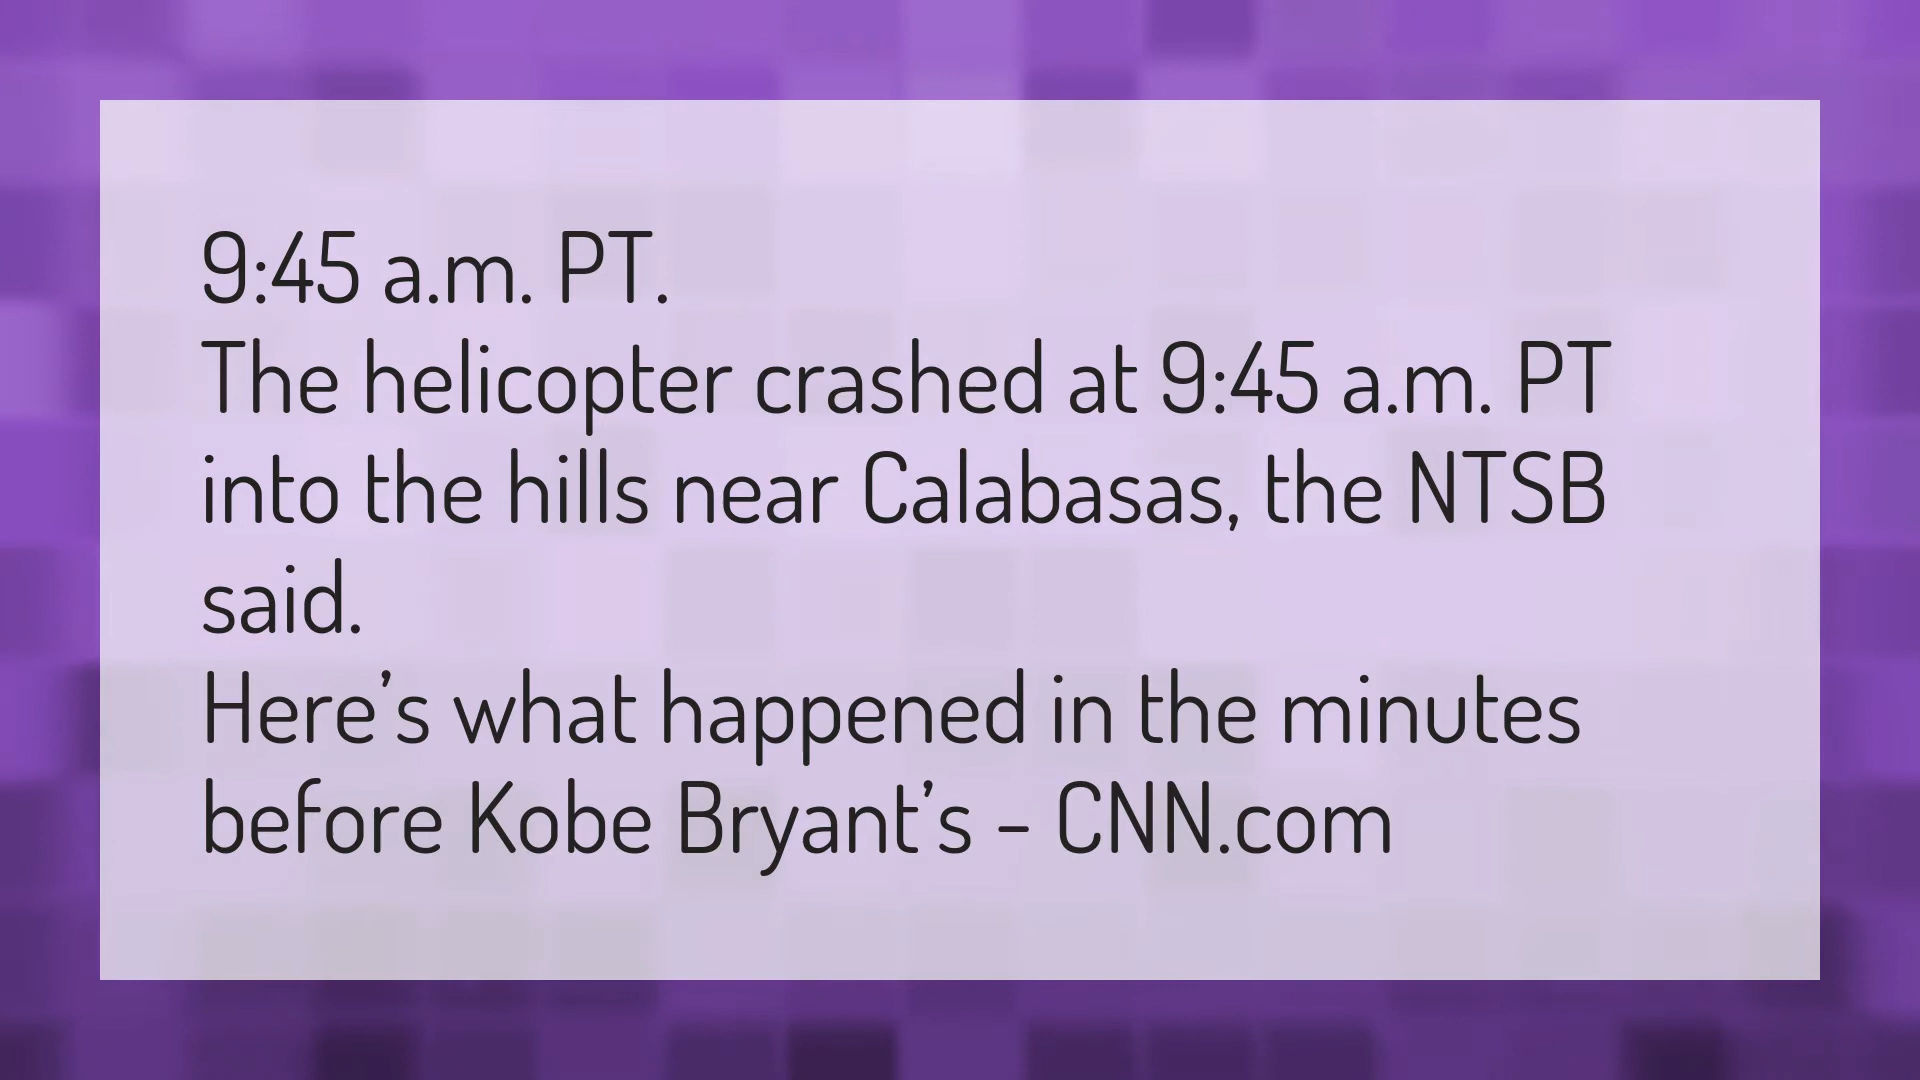 9:45 a.m. PT.
The helicopter crashed at 9:45 a.m. PT
into the hills near Calabasas, the NTSB
said.
Here’s what happened in the minutes
before Kobe Bryant’s - CNN.com